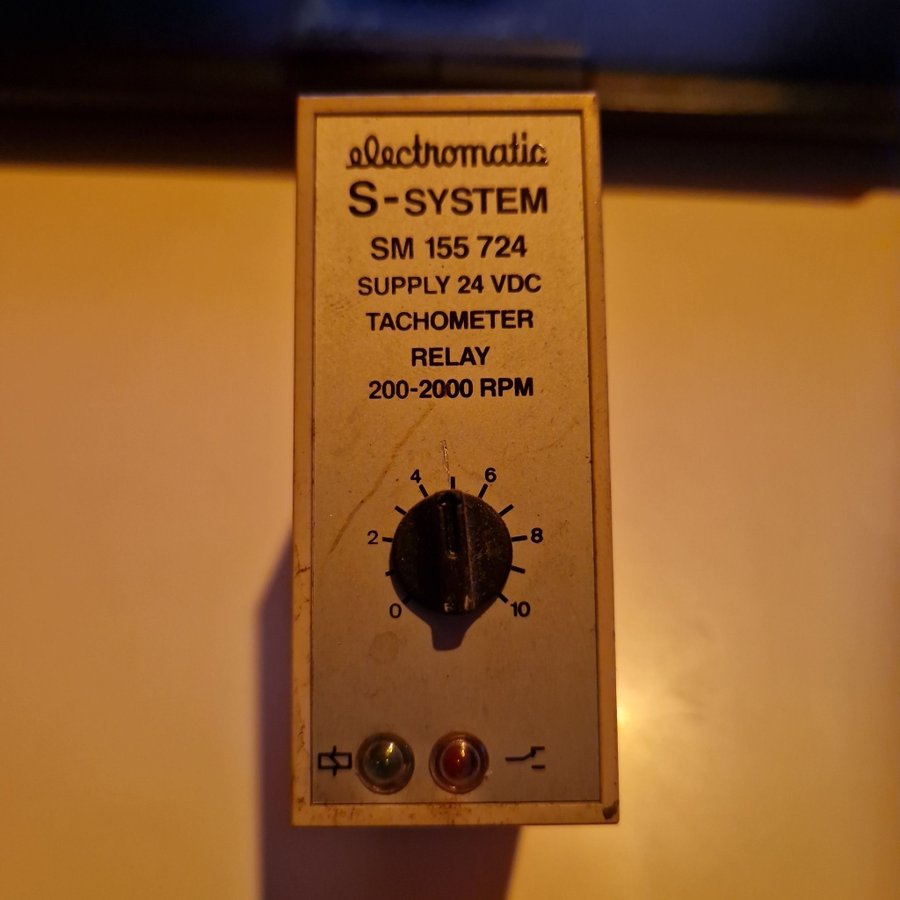 electromatic
S-SYSTEM
SM 155 724
SUPPLY 24 VDC
TACHOMETER
RELAY
200-2000 RPM
4 6
2 8
0 10